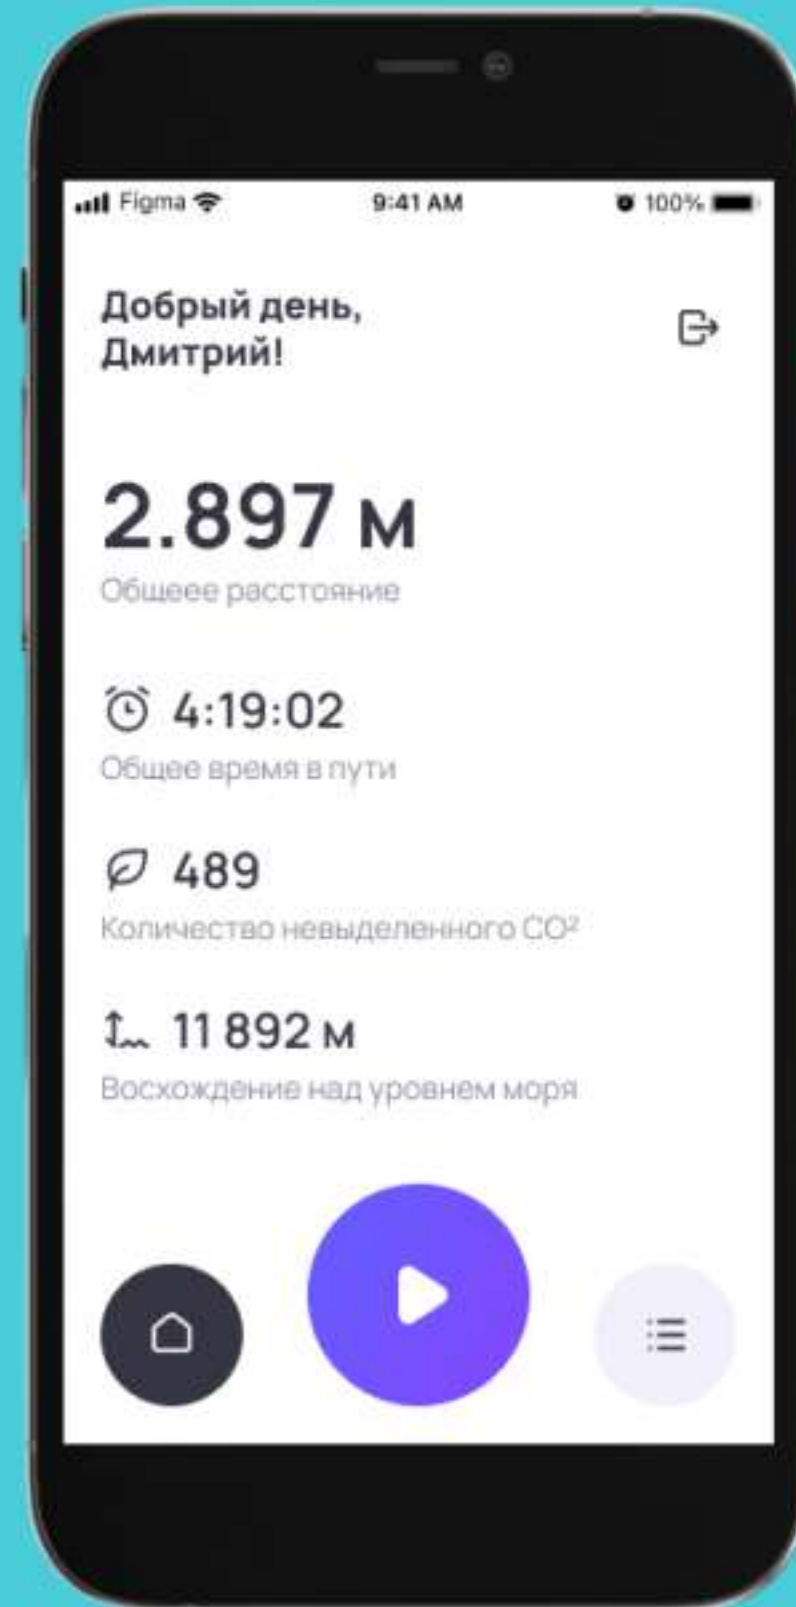 Figma 9:41 AM 100%
Добрый день,
Дмитрий!
2.897 м
Общеее расстояние
4:19:02
Общее время в пути
489
Количество невыделенного CO²
11 892 м
Восхождение над уровнем моря